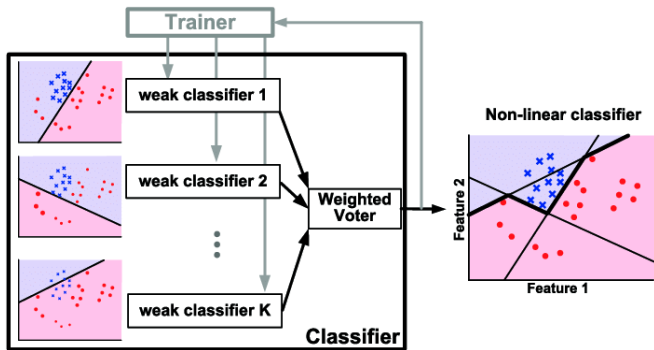 Trainer
weak classifier 1
weak classifier 2
weak classifier K
Weighted
Voter
Classifier
Non-linear classifier
Feature 2
Feature 1